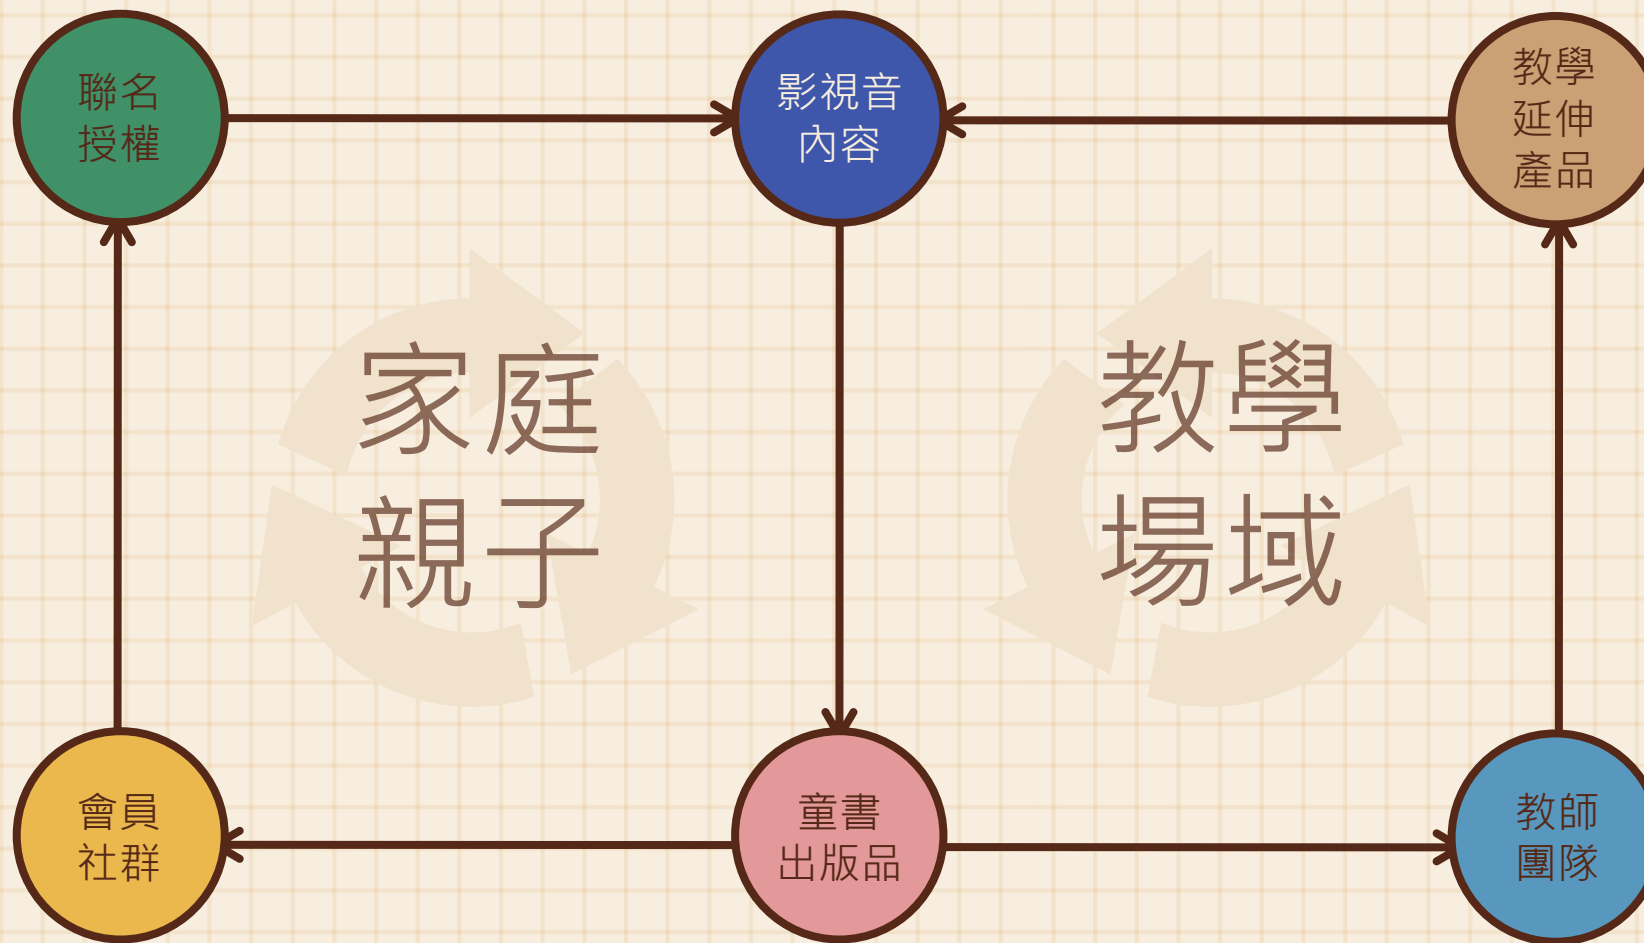 聯名
授權
影視音
內容
教學
延伸
產品
家庭
親子
教學
場域
會員
社群
童書
出版品
教師
團隊